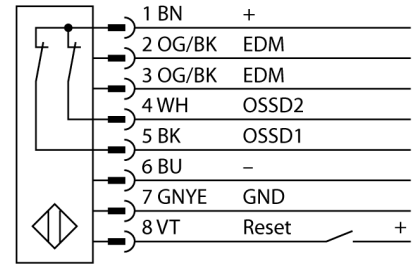 1 BN +
2 OG/BK EDM
3 OG/BK EDM
4 WH OSSD2
5 BK OSSD1
6 BU –
7 GNYE GND
8 VT Reset +